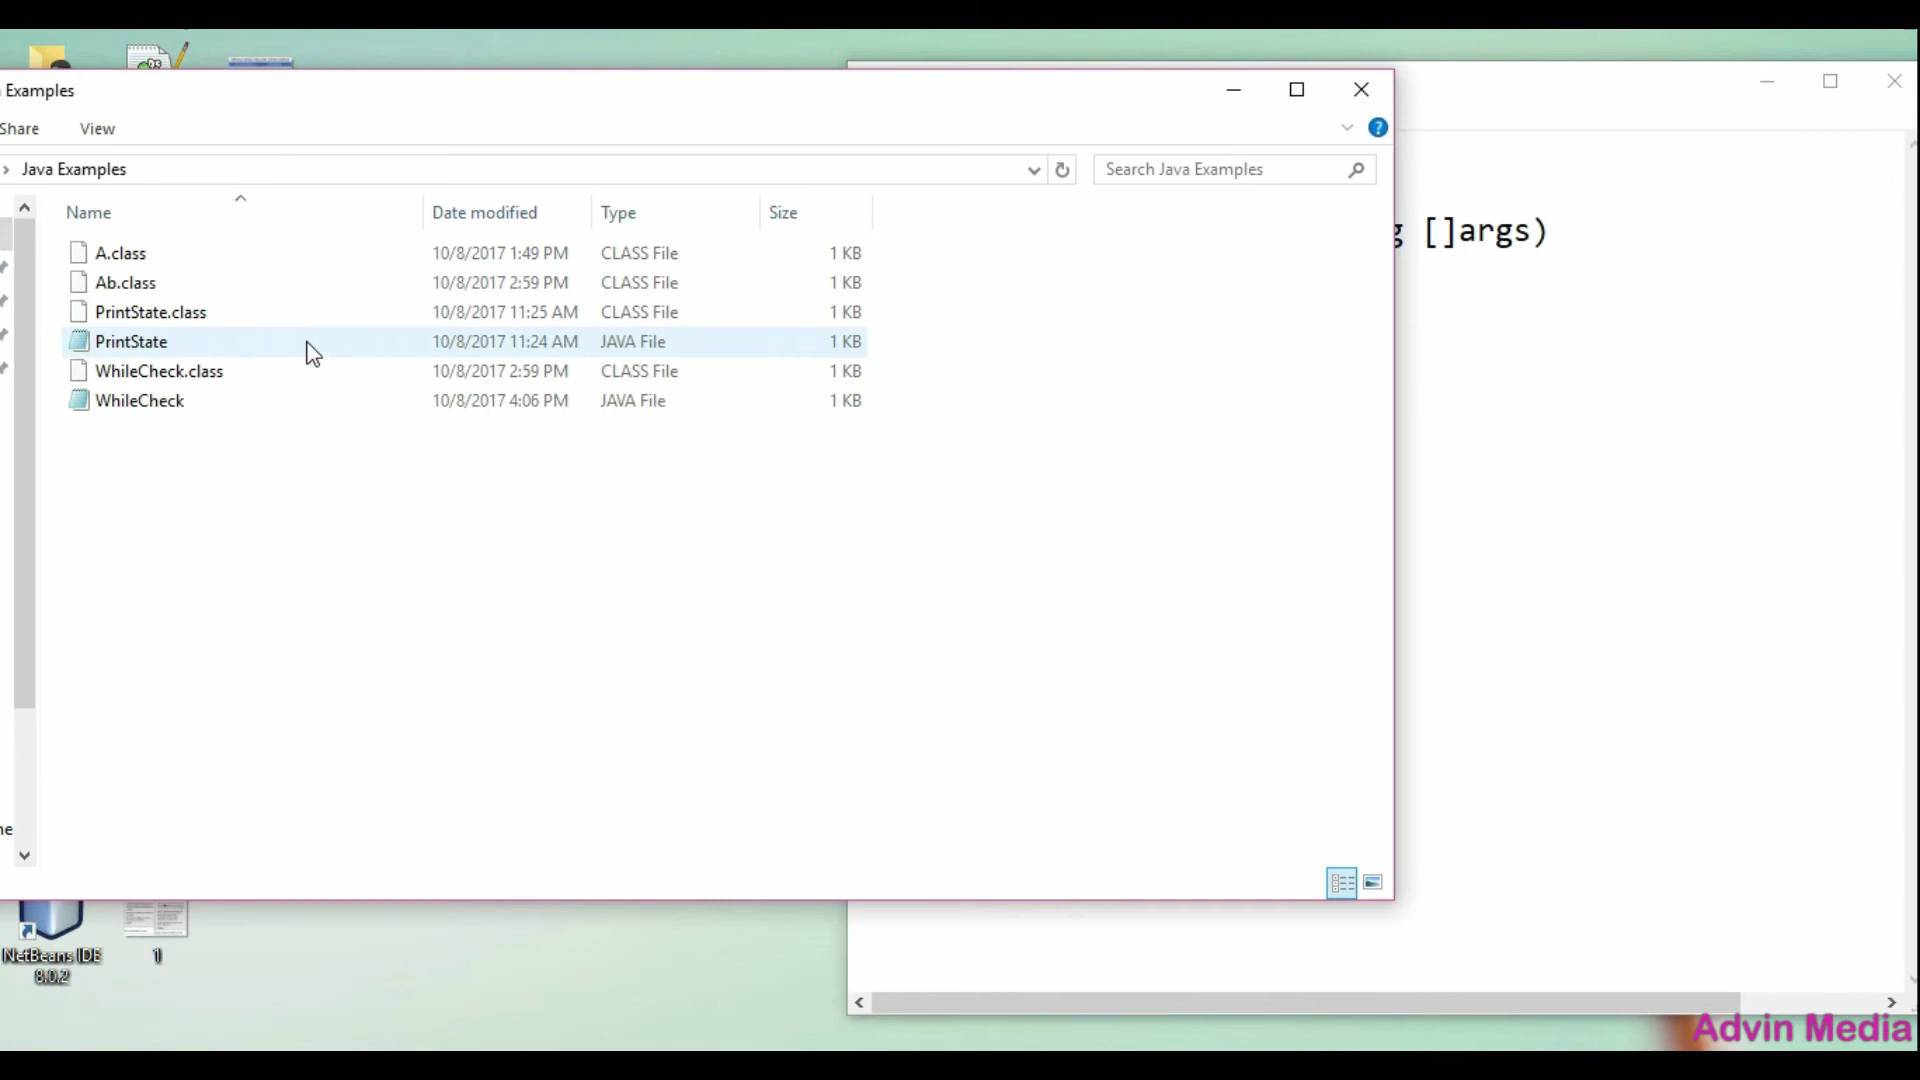 Examples
Share View
?
Java Examples
Search Java Examples
Name Date modified Type Size
A.class 10/8/2017 1:49 PM CLASS File 1 KB
Ab.class 10/8/2017 2:59 PM CLASS File 1 KB
PrintState.class 10/8/2017 11:25 AM CLASS File 1 KB
PrintState 10/8/2017 11:24 AM JAVA File 1 KB
WhileCheck.class 10/8/2017 2:59 PM CLASS File 1 KB
WhileCheck 10/8/2017 4:06 PM JAVA File 1 KB
[]args)
NetBeans IDE
8.0.2
1
Advin Media